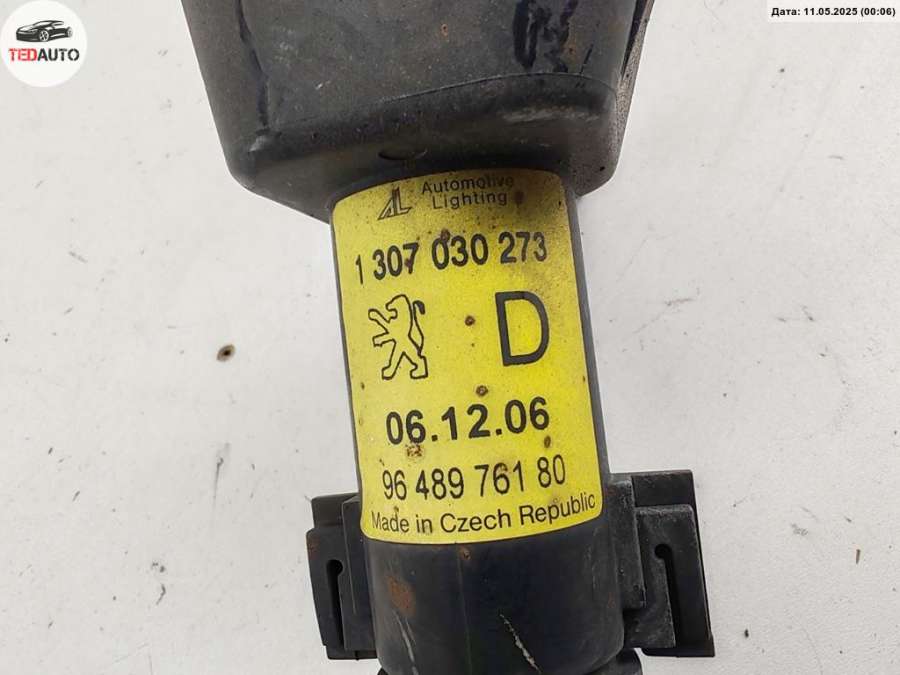 TEDAUTO
Дата: 11.05.2025 (00:06)
AL Automotive
Lighting
1 307 030 273
D
06.12.06
96 489 761 80
Made in Czech Republic